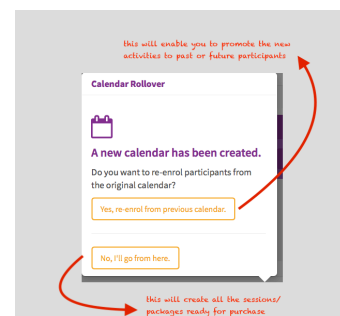 this will enable you to promote the new
activities to past or future participants
Calendar Rollover
A new calendar has been created.
Do you want to re-enrol participants from
the original calendar?
Yes, re-enrol from previous calendar.
No, I'll go from here.
this will create all the sessions/
packages ready for purchase